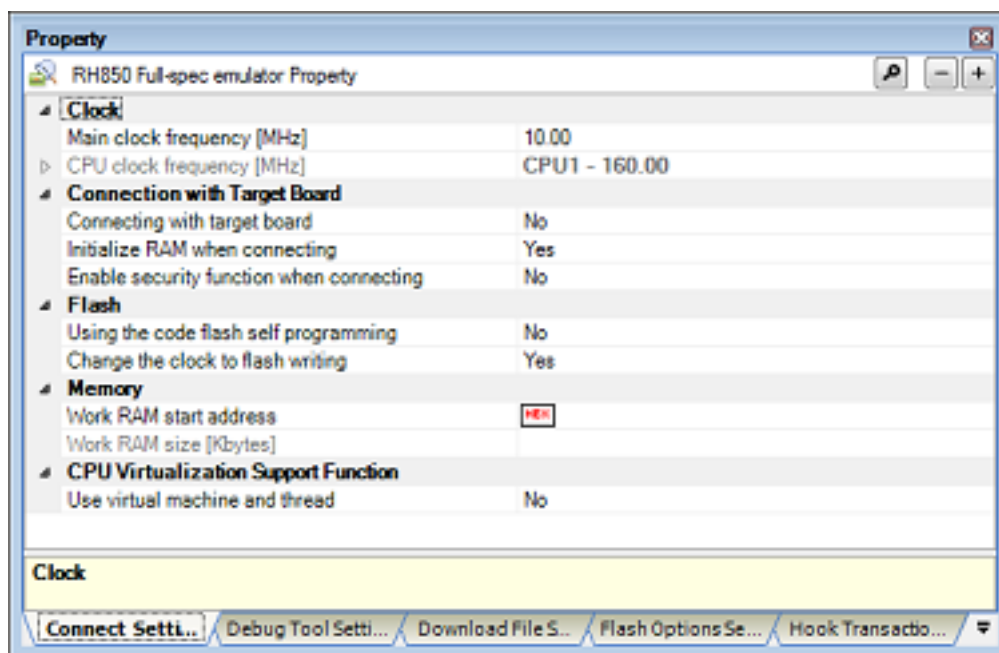 Property
RH850 Full-spec emulator Property
Clock
Main clock frequency [MHz] 10.00
CPU clock frequency [MHz] CPU1 - 160.00
Connection with Target Board
Connecting with target board No
Initialize RAM when connecting Yes
Enable security function when connecting No
Flash
Using the code flash self programming No
Change the clock to flash writing Yes
Memory
Work RAM start address HEX
Work RAM size [Kbytes]
CPU Virtualization Support Function
Use virtual machine and thread No
Clock
Connect Setti... Debug Tool Setti... Download File S... Flash Options Se... Hook Transactio...